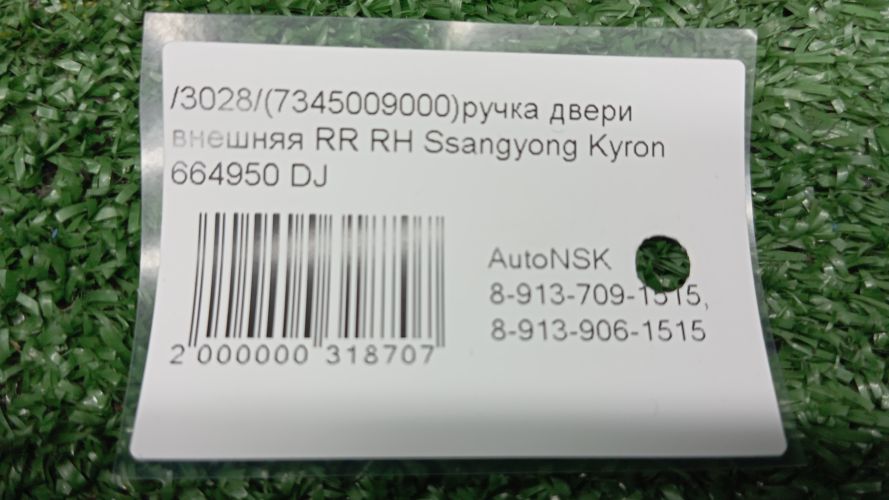 /3028/(7345009000)ручка двери
внешняя RR RH Ssangyong Kyron
664950 DJ
AutoNSK
8-913-709-1515,
8-913-906-1515
2 000000 318707